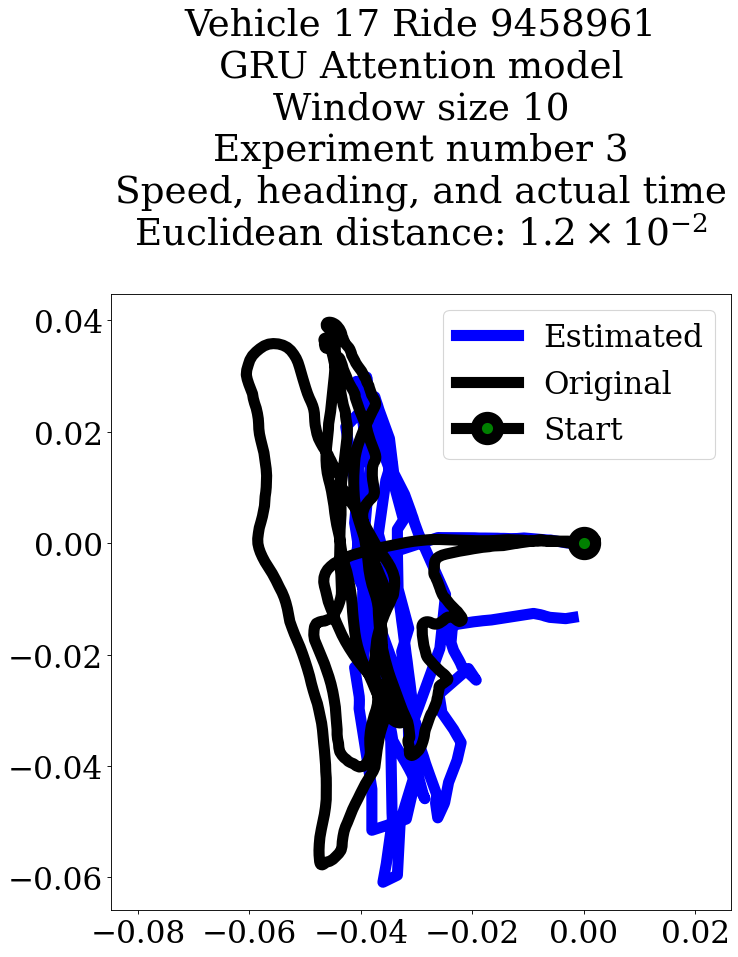 Vehicle 17 Ride 9458961
GRU Attention model
Window size 10
Experiment number 3
Speed, heading, and actual time
Euclidean distance: 1.2 × 10⁻²
Estimated
Original
Start
0.04
0.02
0.00
−0.02
−0.04
−0.06
−0.08 −0.06 −0.04 −0.02 0.00 0.02